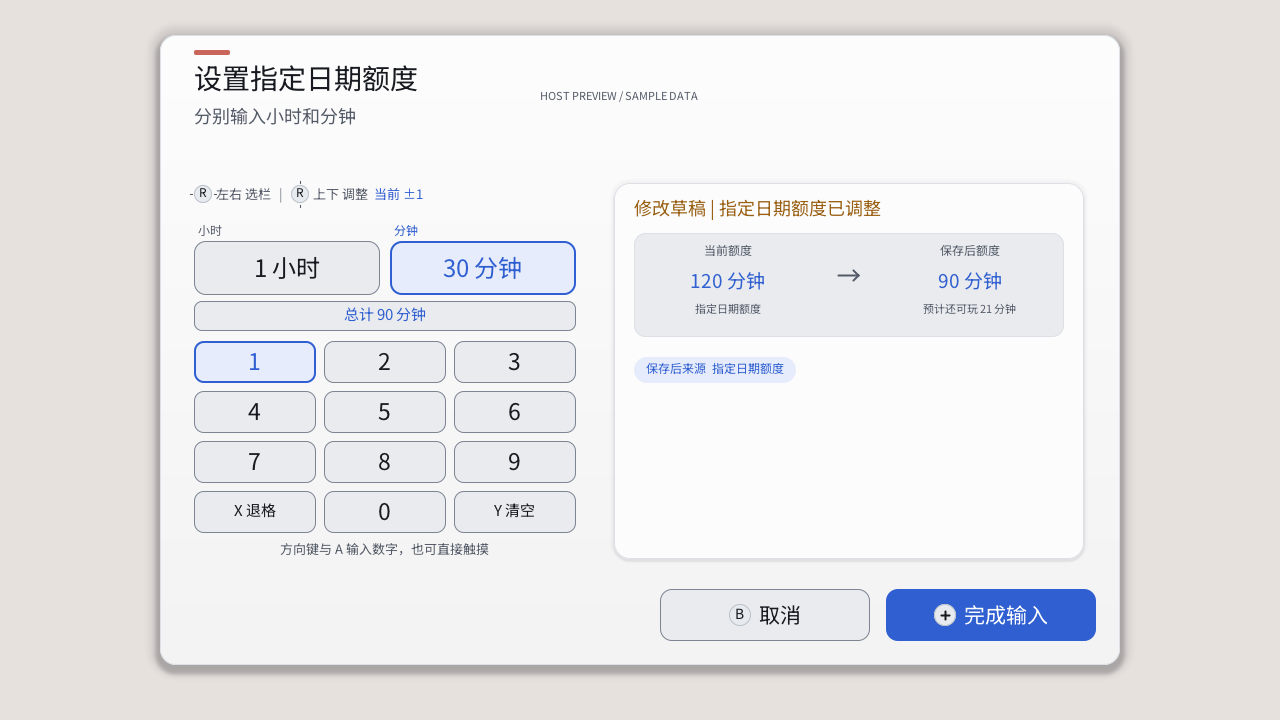 设置指定日期额度
HOST PREVIEW / SAMPLE DATA
分别输入小时和分钟
R 左右 选栏 | R 上下 调整 当前 ±1
小时 分钟
1 小时 30 分钟
总计 90 分钟
1 2 3
4 5 6
7 8 9
X 退格 0 Y 清空
方向键与 A 输入数字，也可直接触摸
修改草稿 | 指定日期额度已调整
当前额度 保存后额度
120 分钟 → 90 分钟
指定日期额度 预计还可玩 21 分钟
保存后来源 指定日期额度
B 取消 + 完成输入